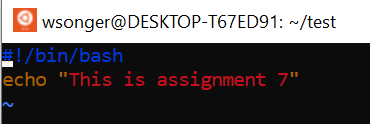 wsonger@DESKTOP-T67ED91: ~/test
#!/bin/bash
echo "This is assignment 7"
~